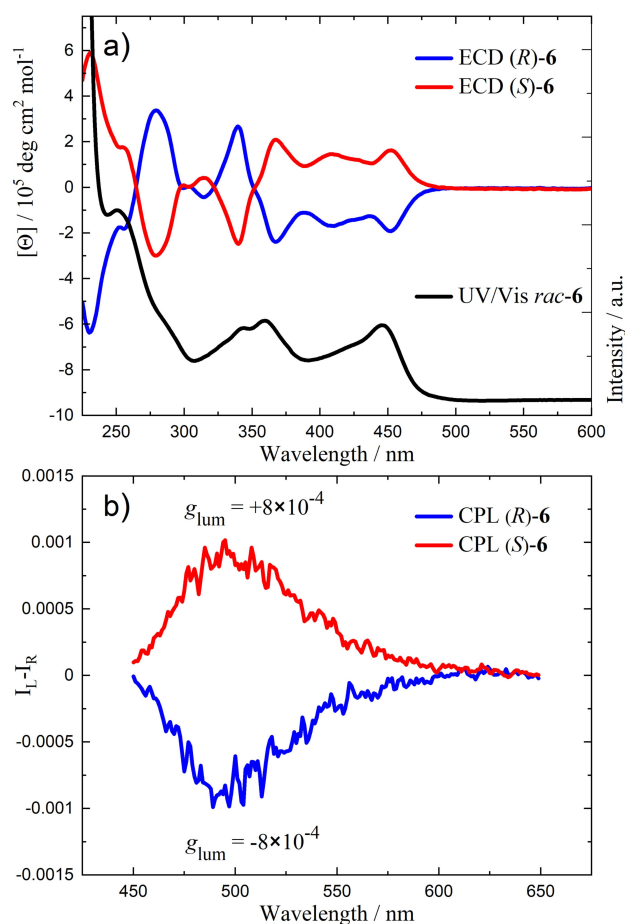 a)
ECD (R)-6
ECD (S)-6
UV/Vis rac-6
[Θ] / 10⁵ deg cm² mol⁻¹
6
4
2
0
-2
-4
-6
-8
-10
250 300 350 400 450 500 550 600
Wavelength / nm
Intensity / a.u.
b)
g_lum = +8×10⁻⁴
CPL (R)-6
CPL (S)-6
I_L-I_R
0.0015
0.001
0.0005
0
-0.0005
-0.001
-0.0015
g_lum = -8×10⁻⁴
450 500 550 600 650
Wavelength / nm